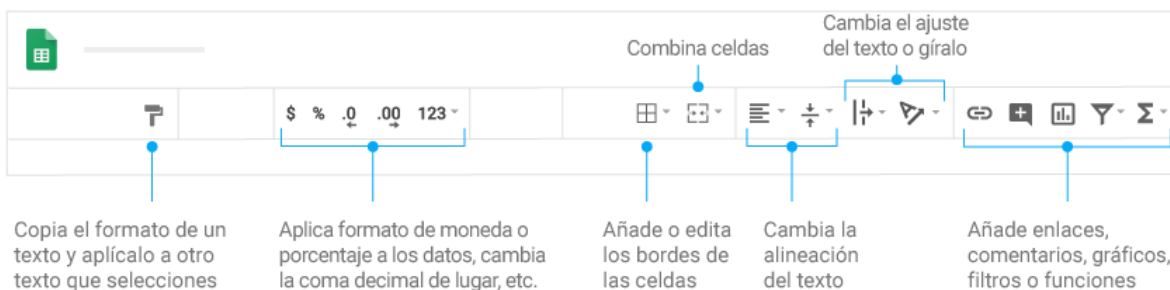 Combina celdas
Cambia el ajuste
del texto o gíralo
$ % .0 .00 123
Copia el formato de un
texto y aplícalo a otro
texto que selecciones
Aplica formato de moneda o
porcentaje a los datos, cambia
la coma decimal de lugar, etc.
Añade o edita
los bordes de
las celdas
Cambia la
alineación
del texto
Añade enlaces,
comentarios, gráficos,
filtros o funciones